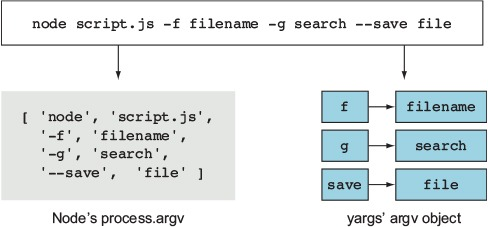 node script.js -f filename -g search --save file
[ 'node', 'script.js',
'-f', 'filename',
'-g', 'search',
'--save', 'file' ]
Node's process.argv
f filename
g search
save file
yargs' argv object